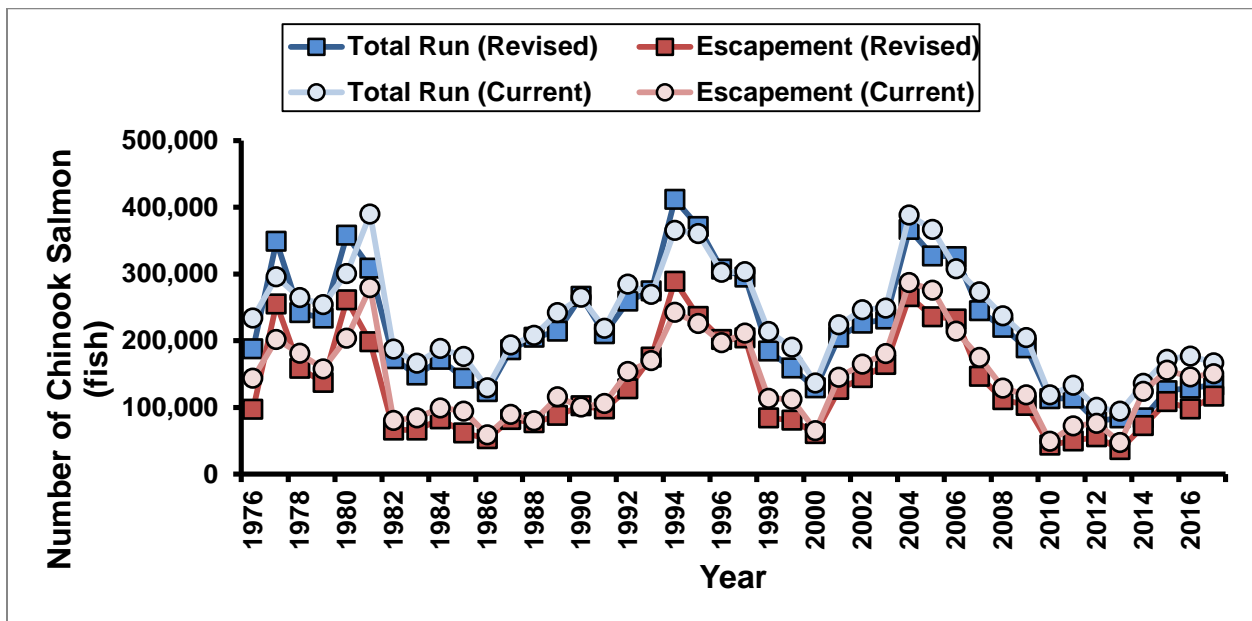 Total Run (Revised) Escapement (Revised)
Total Run (Current) Escapement (Current)
Number of Chinook Salmon
(fish)
500,000
400,000
300,000
200,000
100,000
0
1976 1978 1980 1982 1984 1986 1988 1990 1992 1994 1996 1998 2000 2002 2004 2006 2008 2010 2012 2014 2016
Year